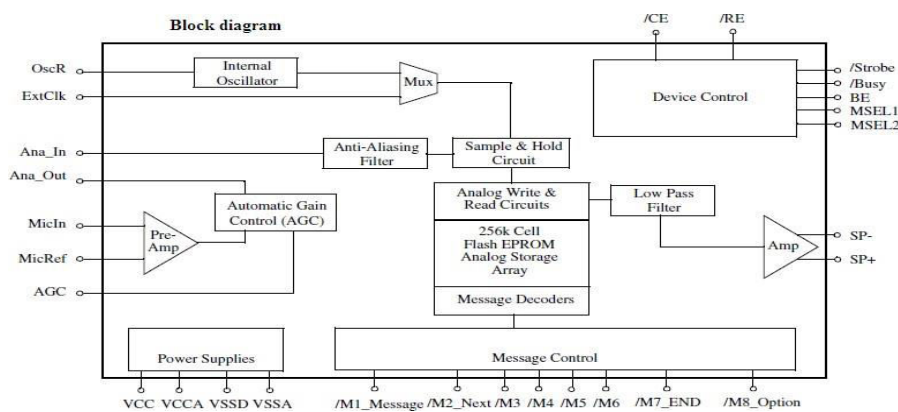 Block diagram
/CE
/RE
OscR
Internal
Oscillator
Mux
ExtClk
Device Control
/Strobe
/Busy
BE
MSEL1
MSEL2
Ana_In
Anti-Aliasing
Filter
Sample & Hold
Circuit
Ana_Out
Automatic Gain
Control (AGC)
Analog Write &
Read Circuits
Low Pass
Filter
MicIn
Pre-
Amp
MicRef
256k Cell
Flash EPROM
Analog Storage
Array
Amp
SP-
SP+
AGC
Message Decoders
Power Supplies
Message Control
VCC
VCCA
VSSD
VSSA
/M1_Message
/M2_Next
/M3
/M4
/M5
/M6
/M7_END
/M8_Option